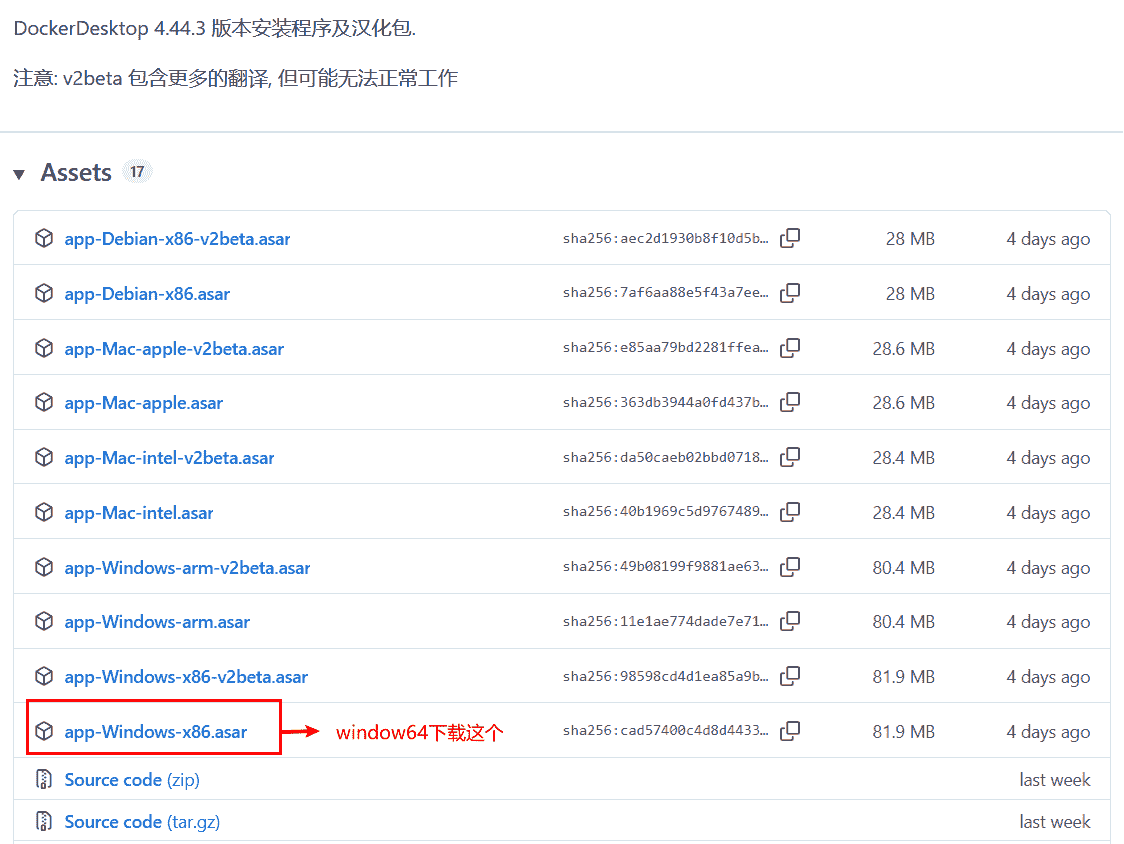 DockerDesktop 4.44.3 版本安装程序及汉化包.
注意: v2beta 包含更多的翻译, 但可能无法正常工作
Assets 17
app-Debian-x86-v2beta.asar sha256:aec2d1930b8f10d5b… 28 MB 4 days ago
app-Debian-x86.asar sha256:7af6aa88e5f43a7ee… 28 MB 4 days ago
app-Mac-apple-v2beta.asar sha256:e85aa79bd2281ffea… 28.6 MB 4 days ago
app-Mac-apple.asar sha256:363db3944a0fd437b… 28.6 MB 4 days ago
app-Mac-intel-v2beta.asar sha256:da50caeb02bbd0718… 28.4 MB 4 days ago
app-Mac-intel.asar sha256:40b1969c5d9767489… 28.4 MB 4 days ago
app-Windows-arm-v2beta.asar sha256:49b08199f9881ae63… 80.4 MB 4 days ago
app-Windows-arm.asar sha256:11e1ae774dade7e71… 80.4 MB 4 days ago
app-Windows-x86-v2beta.asar sha256:98598cd4d1ea85a9b… 81.9 MB 4 days ago
app-Windows-x86.asar window64下载这个 sha256:cad57400c4d8d4433… 81.9 MB 4 days ago
Source code (zip) last week
Source code (tar.gz) last week